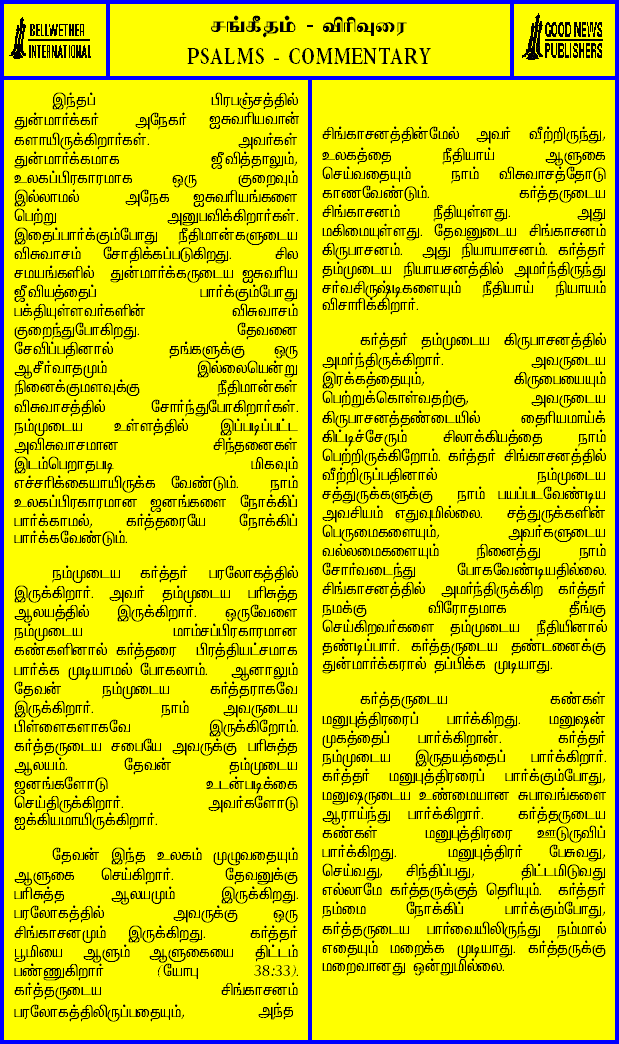 BELLWETHER
INTERNATIONAL
சங்கீதம் - விரிவுரை
PSALMS - COMMENTARY
GOOD NEWS
PUBLISHERS
இந்தப் பிரபஞ்சத்தில்
துன்மார்க்கர் அநேகர் ஐசுவரியவான்
களாயிருக்கிறார்கள். அவர்கள்
துன்மார்க்கமாக ஜீவித்தாலும்,
உலகப்பிரகாரமாக ஒரு குறைவும்
இல்லாமல் அநேக ஐசுவரியங்களை
பெற்று அனுபவிக்கிறார்கள்.
இதைப்பார்க்கும்போது நீதிமான்களுடைய
விசுவாசம் சோதிக்கப்படுகிறது. சில
சமயங்களில் துன்மார்க்கருடைய ஐசுவரிய
ஜீவியத்தைப் பார்க்கும்போது
பக்தியுள்ளவர்களின் விசுவாசம்
குறைந்துபோகிறது. தேவனை
சேவிப்பதினால் தங்களுக்கு ஒரு
ஆசீர்வாதமும் இல்லையென்று
நினைக்குமளவுக்கு நீதிமான்கள்
விசுவாசத்தில் சோர்ந்துபோகிறார்கள்.
நம்முடைய உள்ளத்தில் இப்படிப்பட்ட
அவிசுவாசமான சிந்தனைகள்
இடம்பெறாதபடி மிகவும்
எச்சரிக்கையாயிருக்க வேண்டும். நாம்
உலகப்பிரகாரமான ஜனங்களை நோக்கிப்
பார்க்காமல், கர்த்தரையே நோக்கிப்
பார்க்கவேண்டும்.
நம்முடைய கர்த்தர் பரலோகத்தில்
இருக்கிறார். அவர் தம்முடைய பரிசுத்த
ஆலயத்தில் இருக்கிறார். ஒருவேளை
நம்முடைய மாம்சப்பிரகாரமான
கண்களினால் கர்த்தரை பிரத்தியட்சமாக
பார்க்க முடியாமல் போகலாம். ஆனாலும்
தேவன் நம்முடைய கர்த்தராகவே
இருக்கிறார். நாம் அவருடைய
பிள்ளைகளாகவே இருக்கிறோம்.
கர்த்தருடைய சபையே அவருக்கு பரிசுத்த
ஆலயம். தேவன் தம்முடைய
ஜனங்களோடு உடன்படிக்கை
செய்திருக்கிறார். அவர்களோடு
ஐக்கியமாயிருக்கிறார்.
தேவன் இந்த உலகம் முழுவதையும்
ஆளுகை செய்கிறார். தேவனுக்கு
பரிசுத்த ஆலயமும் இருக்கிறது.
பரலோகத்தில் அவருக்கு ஒரு
சிங்காசனமும் இருக்கிறது. கர்த்தர்
பூமியை ஆளும் ஆளுகையை திட்டம்
பண்ணுகிறார் (யோபு 38:33).
கர்த்தருடைய சிங்காசனம்
பரலோகத்திலிருப்பதையும், அந்த
சிங்காசனத்தின்மேல் அவர் வீற்றிருந்து,
உலகத்தை நீதியாய் ஆளுகை
செய்வதையும் நாம் விசுவாசத்தோடு
காணவேண்டும். கர்த்தருடைய
சிங்காசனம் நீதியுள்ளது. அது
மகிமையுள்ளது. தேவனுடைய சிங்காசனம்
கிருபாசனம். அது நியாயாசனம். கர்த்தர்
தம்முடைய நியாயசனத்தில் அமர்ந்திருந்து
சர்வசிருஷ்டிகளையும் நீதியாய் நியாயம்
விசாரிக்கிறார்.
கர்த்தர் தம்முடைய கிருபாசனத்தில்
அமர்ந்திருக்கிறார். அவருடைய
இரக்கத்தையும், கிருபையையும்
பெற்றுக்கொள்வதற்கு, அவருடைய
கிருபாசனத்தண்டையில் தைரியமாய்க்
கிட்டிச்சேரும் சிலாக்கியத்தை நாம்
பெற்றிருக்கிறோம். கர்த்தர் சிங்காசனத்தில்
வீற்றிருப்பதினால் நம்முடைய
சத்துருக்களுக்கு நாம் பயப்படவேண்டிய
அவசியம் எதுவுமில்லை. சத்துருக்களின்
பெருமைகளையும், அவர்களுடைய
வல்லமைகளையும் நினைத்து நாம்
சோர்வடைந்து போகவேண்டியதில்லை.
சிங்காசனத்தில் அமர்ந்திருக்கிற கர்த்தர்
நமக்கு விரோதமாக தீங்கு
செய்கிறவர்களை தம்முடைய நீதியினால்
தண்டிப்பார். கர்த்தருடைய தண்டனைக்கு
துன்மார்க்கரால் தப்பிக்க முடியாது.
கர்த்தருடைய கண்கள்
மனுபுத்திரரைப் பார்க்கிறது. மனுஷன்
முகத்தைப் பார்க்கிறான். கர்த்தர்
நம்முடைய இருதயத்தைப் பார்க்கிறார்.
கர்த்தர் மனுபுத்திரரைப் பார்க்கும்போது,
மனுஷருடைய உண்மையான சுபாவங்களை
ஆராய்ந்து பார்க்கிறார். கர்த்தருடைய
கண்கள் மனுபுத்திரரை ஊடுருவிப்
பார்க்கிறது. மனுபுத்திரர் பேசுவது,
செய்வது, சிந்திப்பது, திட்டமிடுவது
எல்லாமே கர்த்தருக்குத் தெரியும். கர்த்தர்
நம்மை நோக்கிப் பார்க்கும்போது,
கர்த்தருடைய பார்வையிலிருந்து நம்மால்
எதையும் மறைக்க முடியாது. கர்த்தருக்கு
மறைவானது ஒன்றுமில்லை.